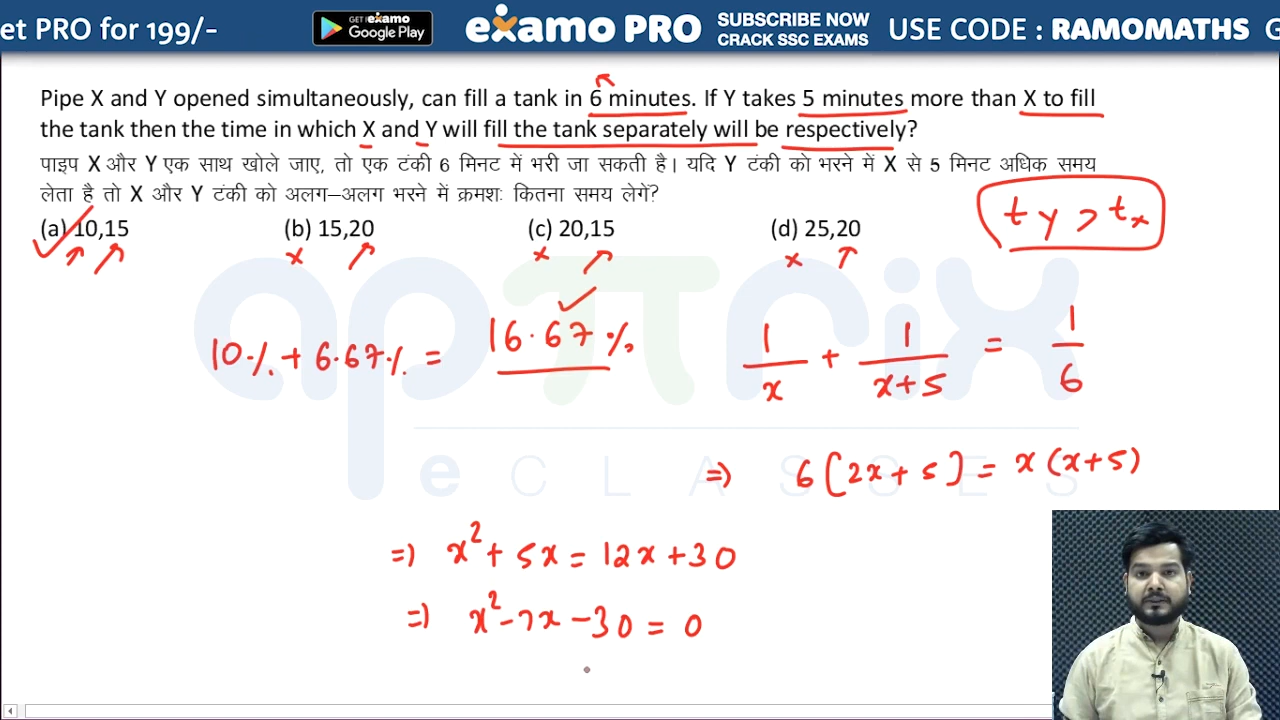 et PRO for 199/- GET IT ON examo Google Play examo PRO SUBSCRIBE NOW CRACK SSC EXAMS USE CODE : RAMOMATHS G
Pipe X and Y opened simultaneously, can fill a tank in 6 minutes. If Y takes 5 minutes more than X to fill
the tank then the time in which X and Y will fill the tank separately will be respectively?
पाइप X और Y एक साथ खोले जाए, तो एक टंकी 6 मिनट में भरी जा सकती है। यदि Y टंकी को भरने में X से 5 मिनट अधिक समय
लेता है तो X और Y टंकी को अलग–अलग भरने में क्रमशः कितना समय लेगें?
(a) 10,15 (b) 15,20 (c) 20,15 (d) 25,20
t y > t x
10 % + 6.67 % = 16.67 %
1/x + 1/x+5 = 1/6
⇒ 6 [2x + 5] = x (x+5)
⇒ x² + 5x = 12x + 30
⇒ x² - 7x - 30 = 0
aptrix
e CLASSES